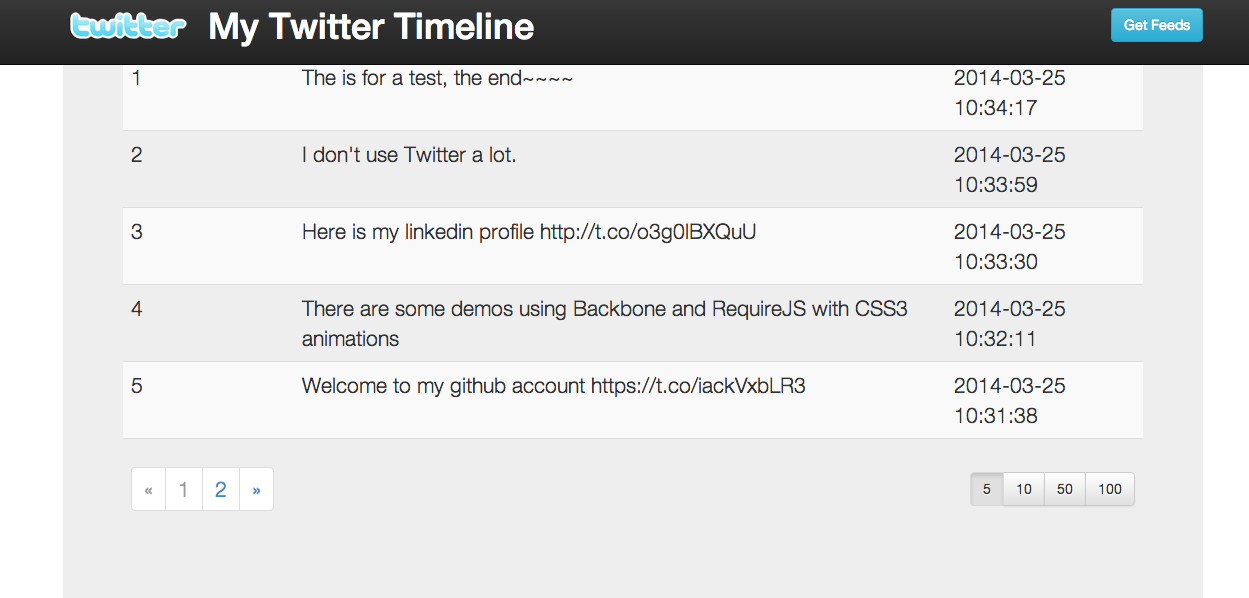 twitter My Twitter Timeline Get Feeds
1 The is for a test, the end~~~~ 2014-03-25
10:34:17
2 I don't use Twitter a lot. 2014-03-25
10:33:59
3 Here is my linkedin profile http://t.co/o3g0lBXQuU 2014-03-25
10:33:30
4 There are some demos using Backbone and RequireJS with CSS3 2014-03-25
animations 10:32:11
5 Welcome to my github account https://t.co/iackVxbLR3 2014-03-25
10:31:38
« 1 2 » 5 10 50 100